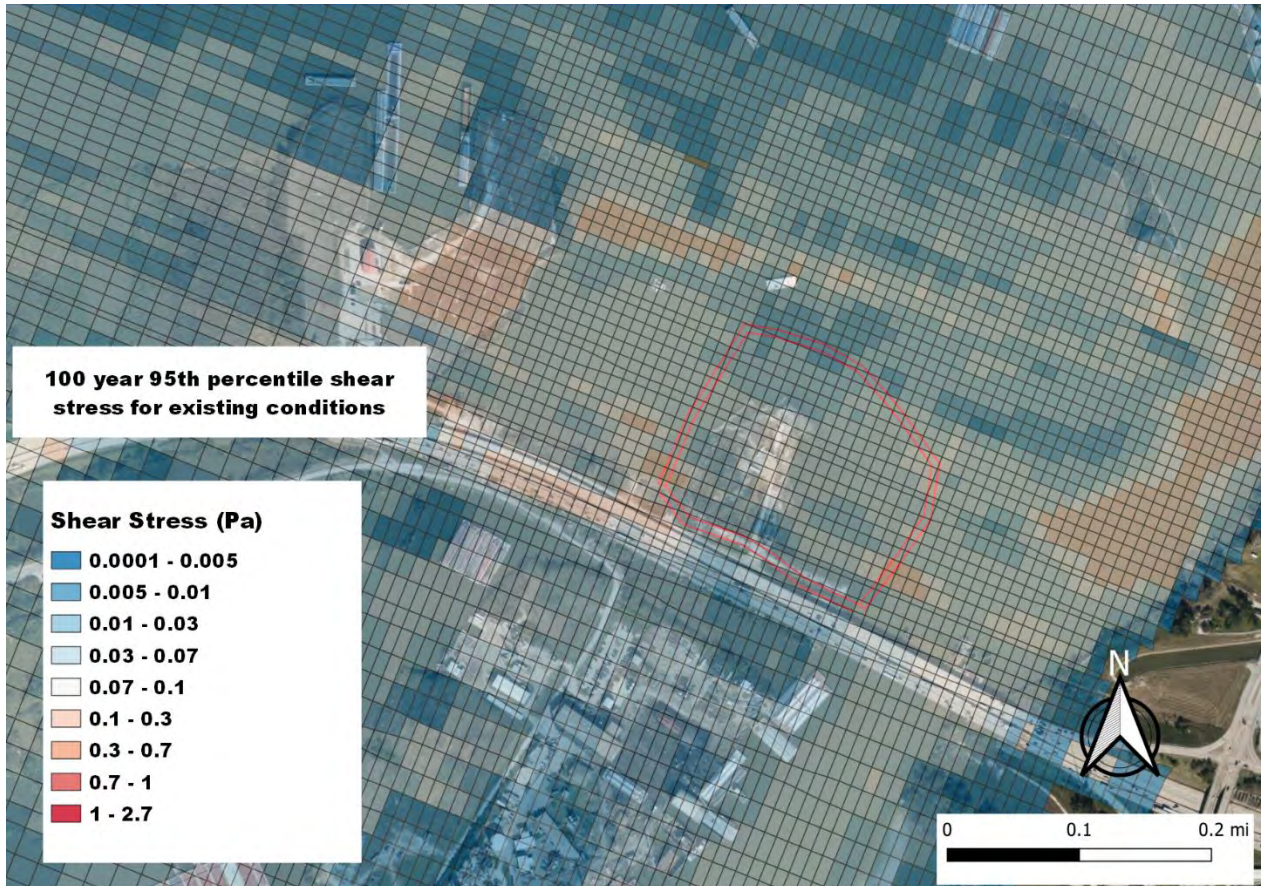 100 year 95th percentile shear
stress for existing conditions
Shear Stress (Pa)
0.0001 - 0.005
0.005 - 0.01
0.01 - 0.03
0.03 - 0.07
0.07 - 0.1
0.1 - 0.3
0.3 - 0.7
0.7 - 1
1 - 2.7
N
0 0.1 0.2 mi